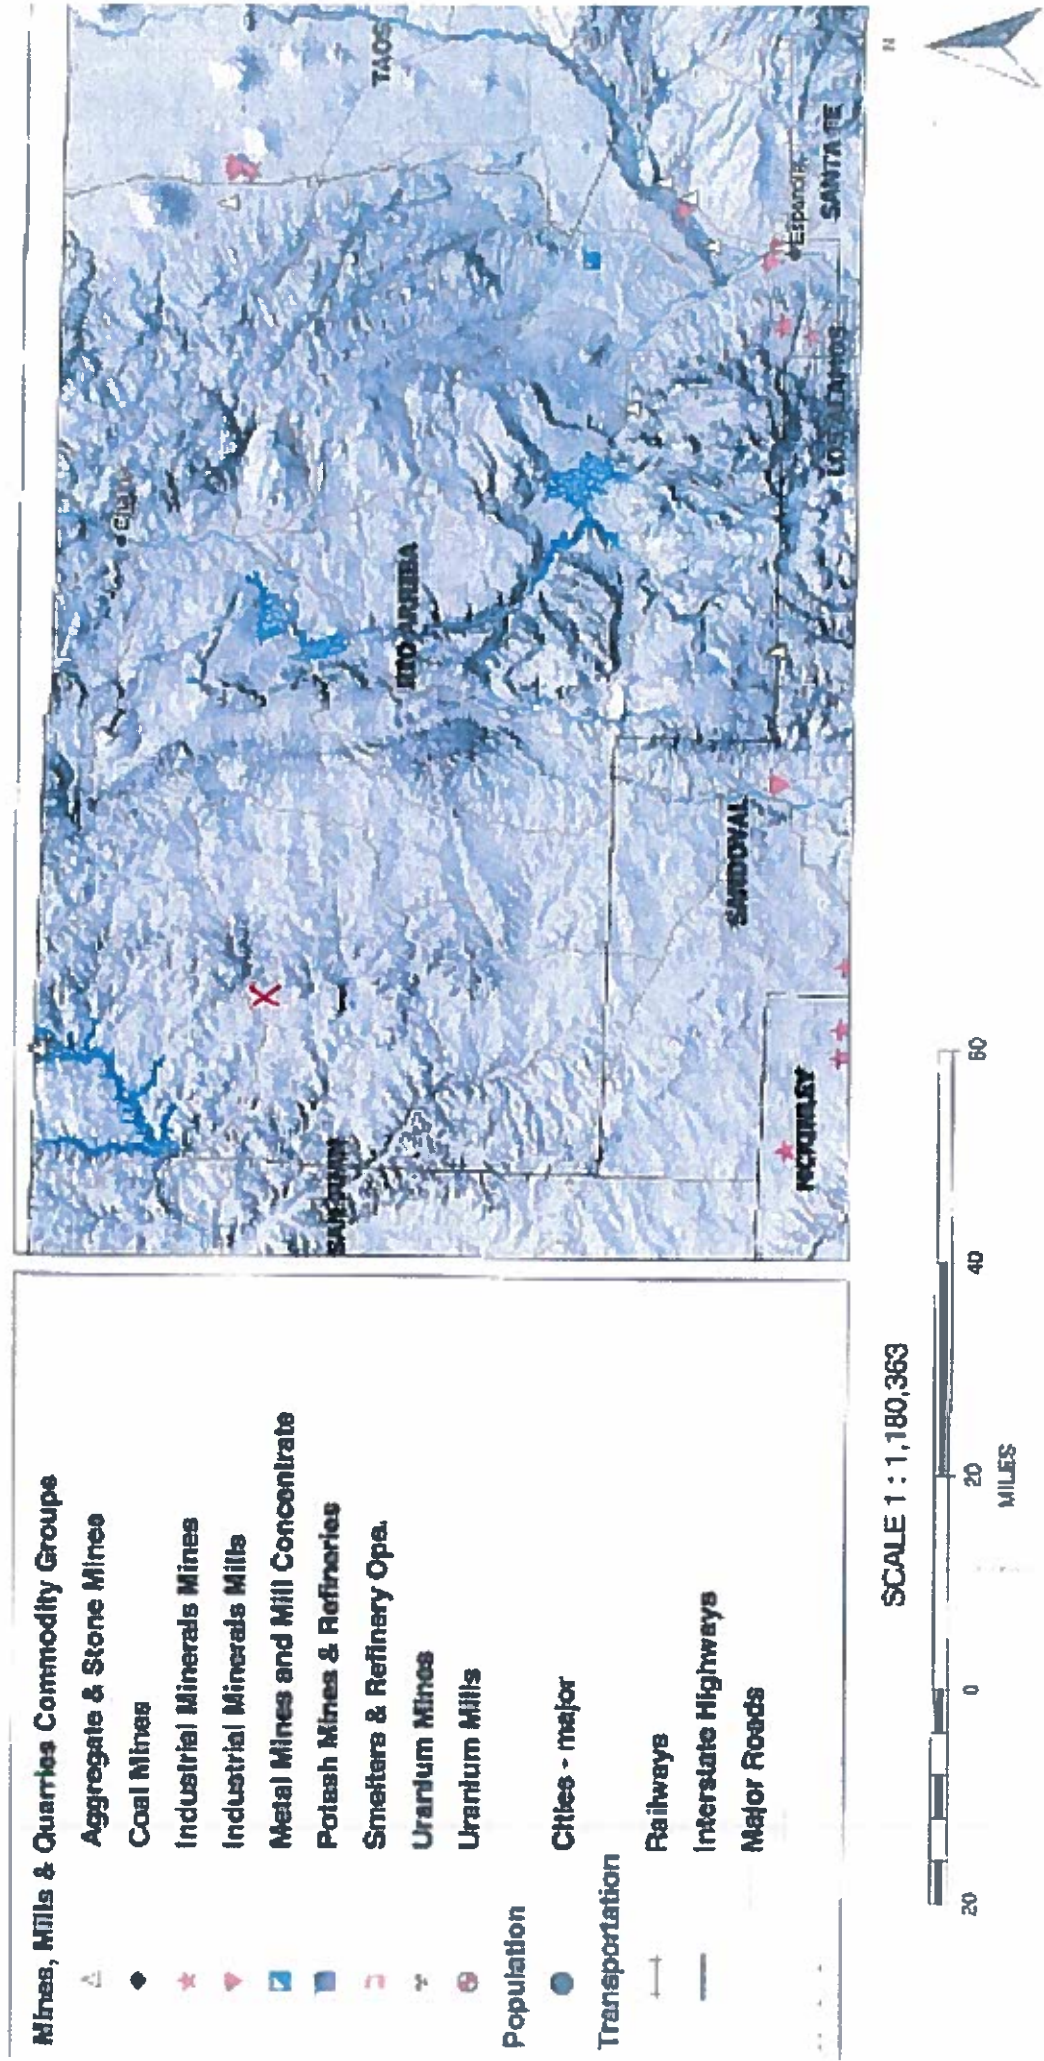 Mines, Mills & Quarries Commodity Groups
Aggregate & Stone Mines
Coal Mines
Industrial Minerals Mines
Industrial Minerals Mills
Metal Mines and Mill Concentrate
Potash Mines & Refineries
Smelters & Refinery Ops.
Uranium Mines
Uranium Mills
Population
Cities - major
Transportation
Railways
Interstate Highways
Major Roads
TAOS
RIO ARRIBA
SAN JUAN
SANDOVAL
MCKINLEY
LOS ALAMOS
Espanola
SANTA FE
X
N
SCALE 1 : 1,180,363
20 0 20 40 60
MILES